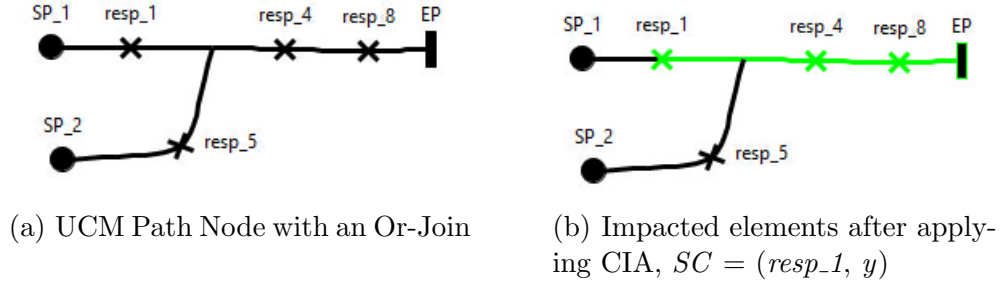 SP_1 resp_1 resp_4 resp_8 EP
SP_2 resp_5
(a) UCM Path Node with an Or-Join
SP_1 resp_1 resp_4 resp_8 EP
SP_2 resp_5
(b) Impacted elements after apply-
ing CIA, SC = (resp_1, y)